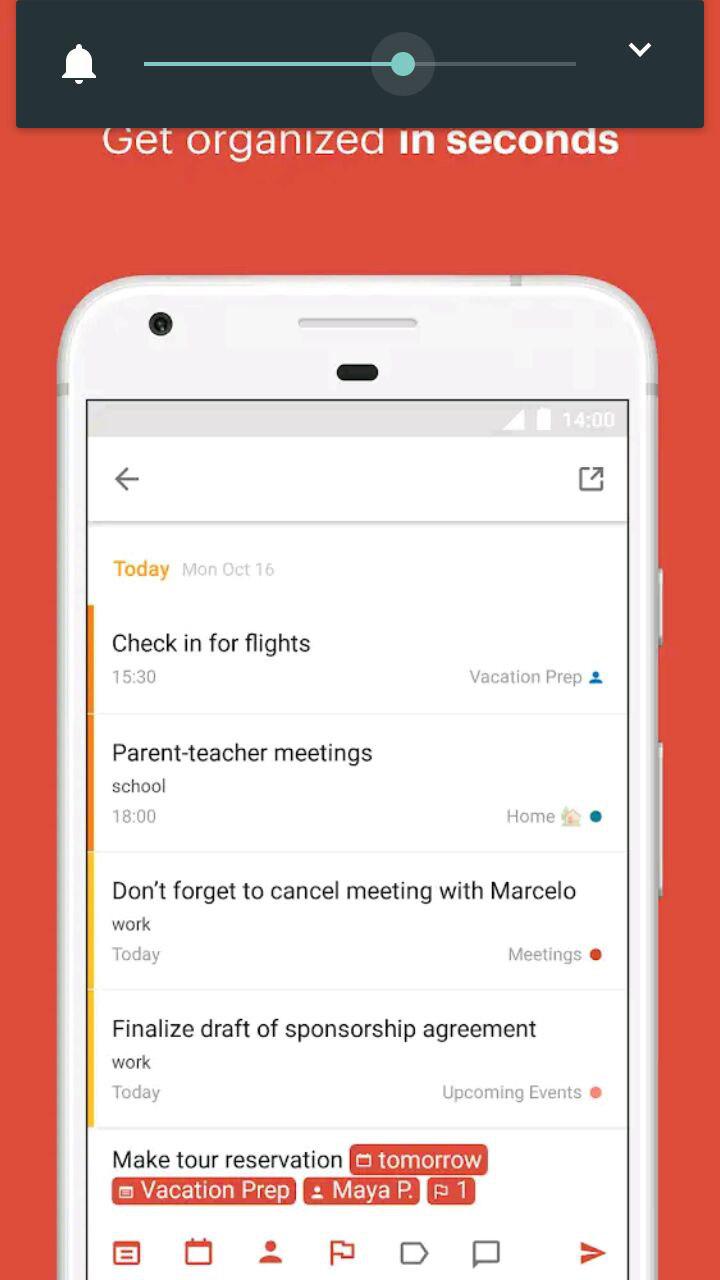 Get organized in seconds
14:00
Today Mon Oct 16
Check in for flights
15:30 Vacation Prep
Parent-teacher meetings
school
18:00 Home
Don't forget to cancel meeting with Marcelo
work
Today Meetings
Finalize draft of sponsorship agreement
work
Today Upcoming Events
Make tour reservation tomorrow
Vacation Prep Maya P. 1